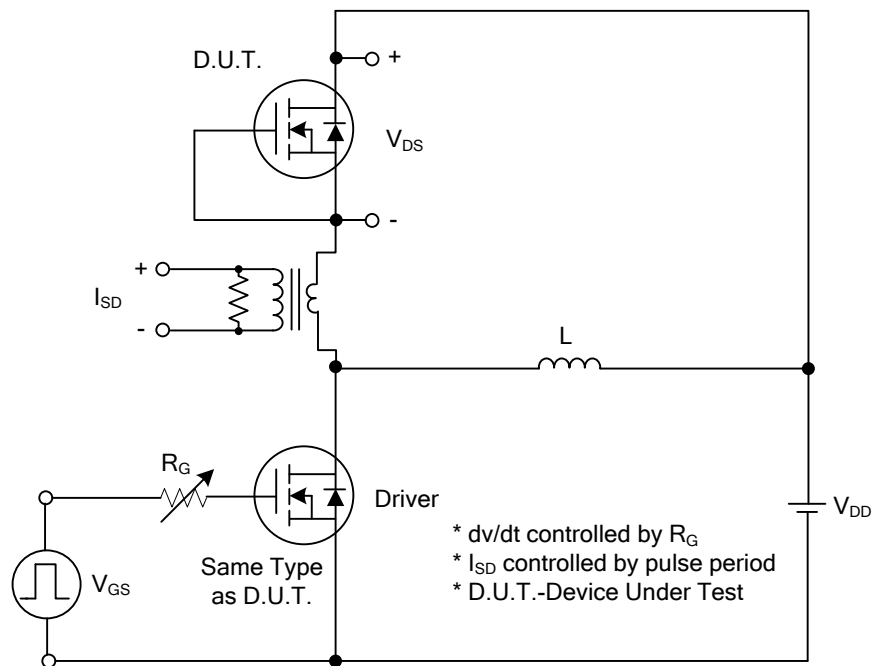 D.U.T.
+
VDS
-
+
ISD
-
L
RG
Driver
VDD
VGS
Same Type
as D.U.T.
* dv/dt controlled by RG
* ISD controlled by pulse period
* D.U.T.-Device Under Test